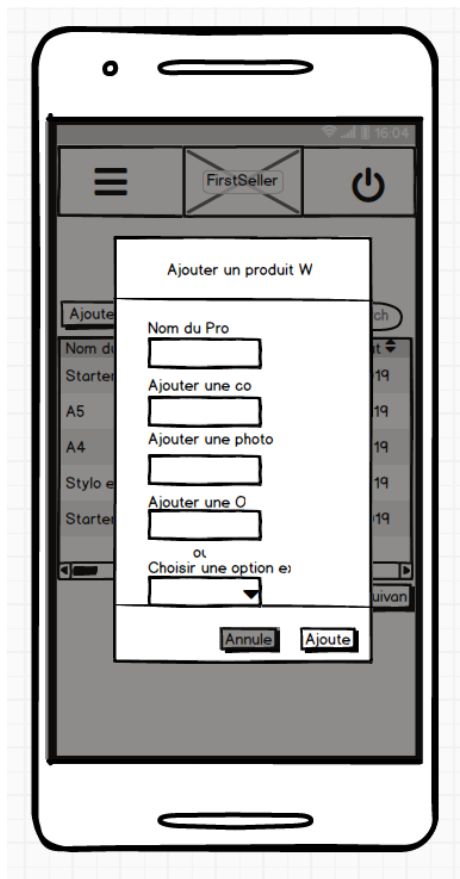 16:04
FirstSeller
Ajouter un produit W
Ajoute
ch
Nom du Pro
Nom du
t
Starter
19
Ajouter une co
A5
19
Ajouter une photo
A4
19
Stylo e
19
Ajouter une O
Starter
19
ou
Choisir une option ex
uivan
Annule
Ajoute